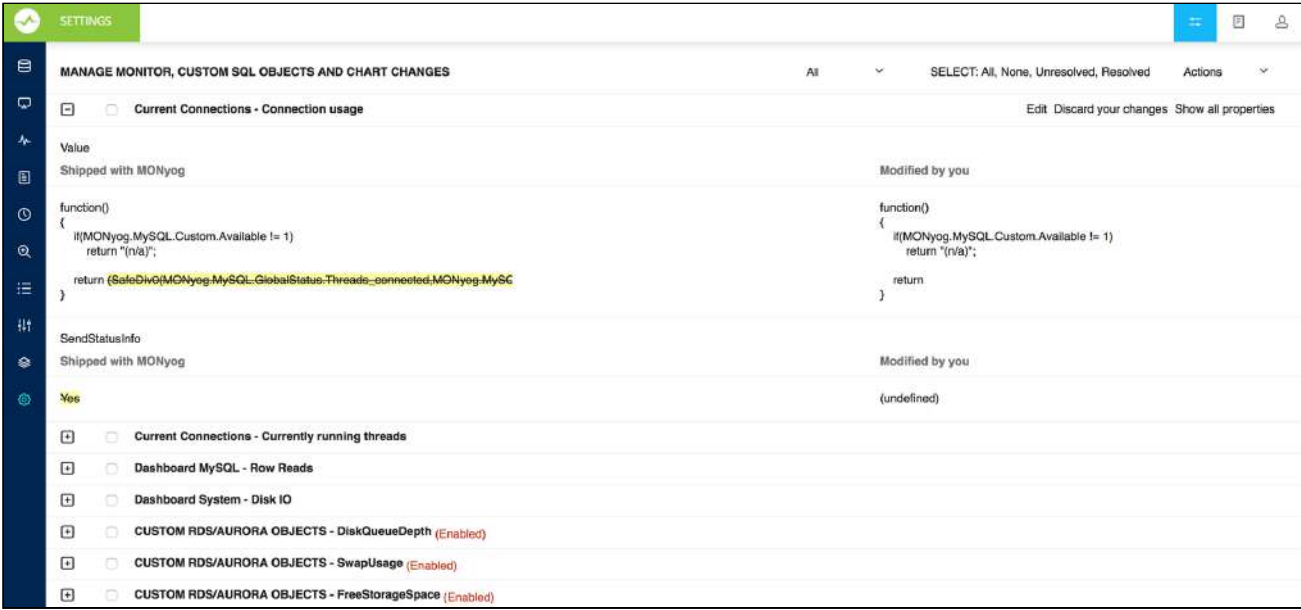 SETTINGS
MANAGE MONITOR, CUSTOM SQL OBJECTS AND CHART CHANGES All SELECT: All, None, Unresolved, Resolved Actions
Current Connections - Connection usage Edit Discard your changes Show all properties
Value
Shipped with MONyog Modified by you
function() function()
{ {
if(MONyog.MySQL.Custom.Available != 1) if(MONyog.MySQL.Custom.Available != 1)
return "(n/a)"; return "(n/a)";
return (SafeDiv0(MONyog.MySQL.GlobalStatus.Threads_connected,MONyog.MySQ return
} }
SendStatusInfo
Shipped with MONyog Modified by you
Yes (undefined)
Current Connections - Currently running threads
Dashboard MySQL - Row Reads
Dashboard System - Disk IO
CUSTOM RDS/AURORA OBJECTS - DiskQueueDepth (Enabled)
CUSTOM RDS/AURORA OBJECTS - SwapUsage (Enabled)
CUSTOM RDS/AURORA OBJECTS - FreeStorageSpace (Enabled)